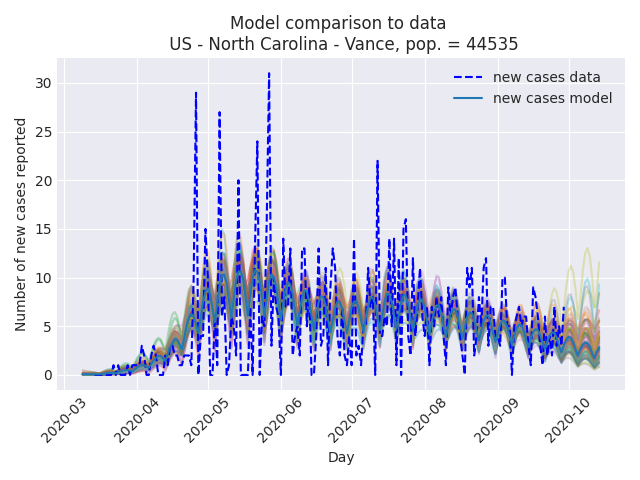 Model comparison to data
US - North Carolina - Vance, pop. = 44535
new cases data
new cases model
Number of new cases reported
30
25
20
15
10
5
0
2020-03
2020-04
2020-05
2020-06
2020-07
2020-08
2020-09
2020-10
Day